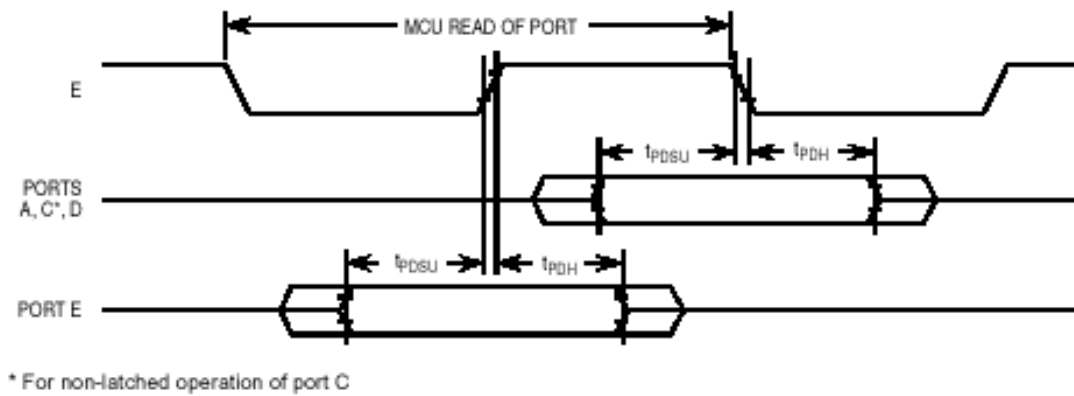 MCU READ OF PORT
E
tPDSU
tPDH
PORTS
A, C*, D
tPDSU
tPDH
PORT E
* For non-latched operation of port C